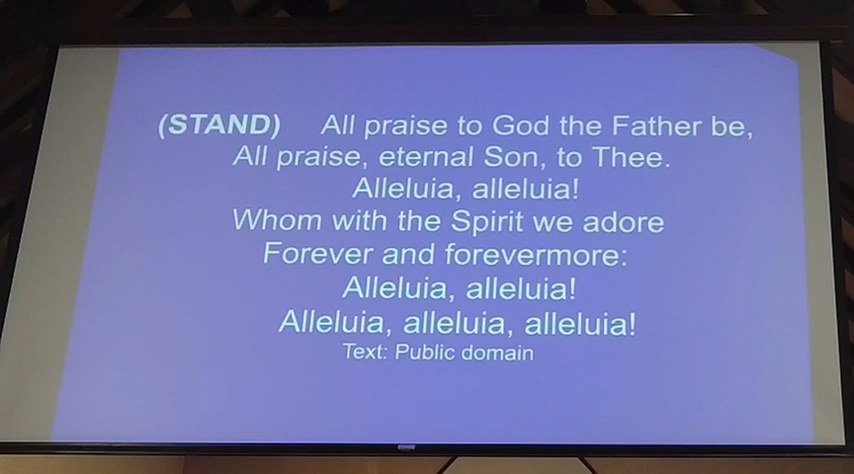 (STAND) All praise to God the Father be,
All praise, eternal Son, to Thee.
Alleluia, alleluia!
Whom with the Spirit we adore
Forever and forevermore:
Alleluia, alleluia!
Alleluia, alleluia, alleluia!
Text: Public domain